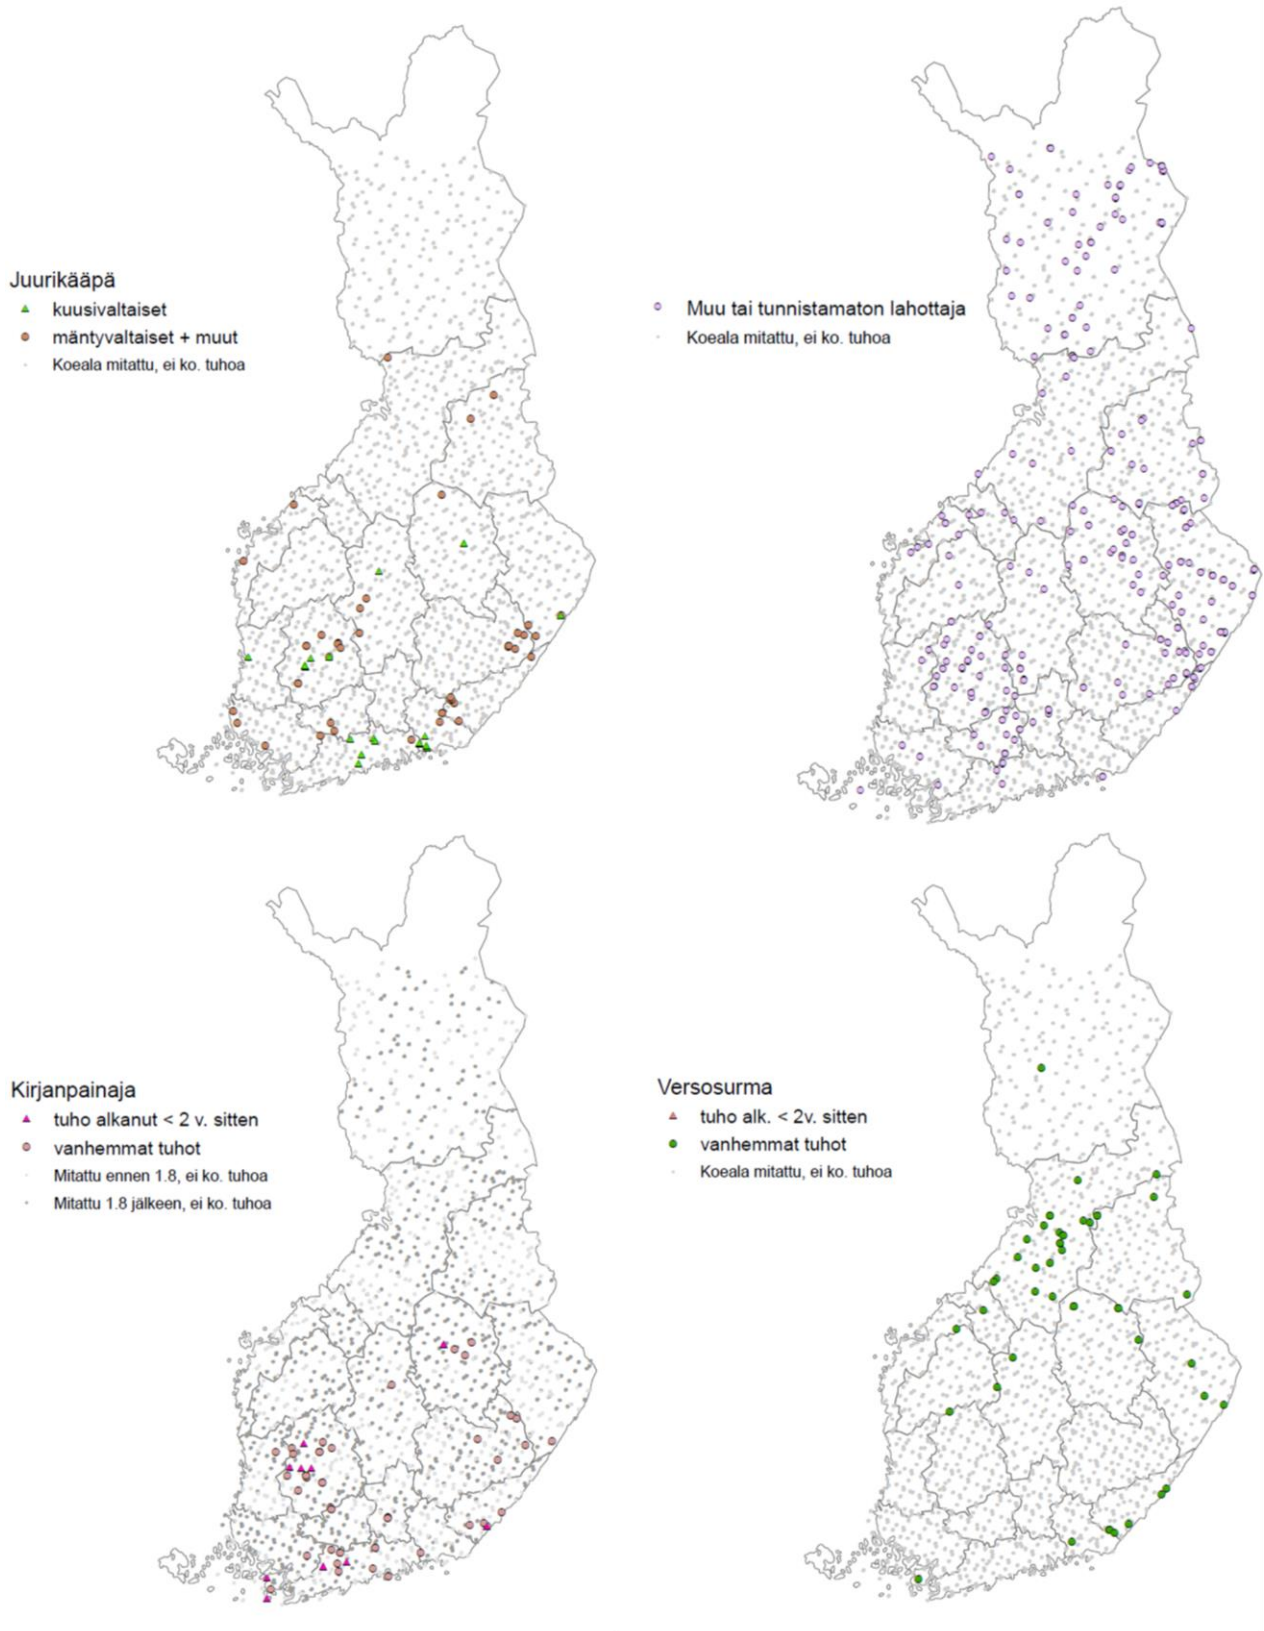 Juurikääpä
kuusivaltaiset
mäntyvaltaiset + muut
Koeala mitattu, ei ko. tuhoa
Muu tai tunnistamaton lahottaja
Koeala mitattu, ei ko. tuhoa
Kirjanpainaja
tuho alkanut < 2 v. sitten
vanhemmat tuhot
Mitattu ennen 1.8, ei ko. tuhoa
Mitattu 1.8 jälkeen, ei ko. tuhoa
Versosurma
tuho alk. < 2v. sitten
vanhemmat tuhot
Koeala mitattu, ei ko. tuhoa